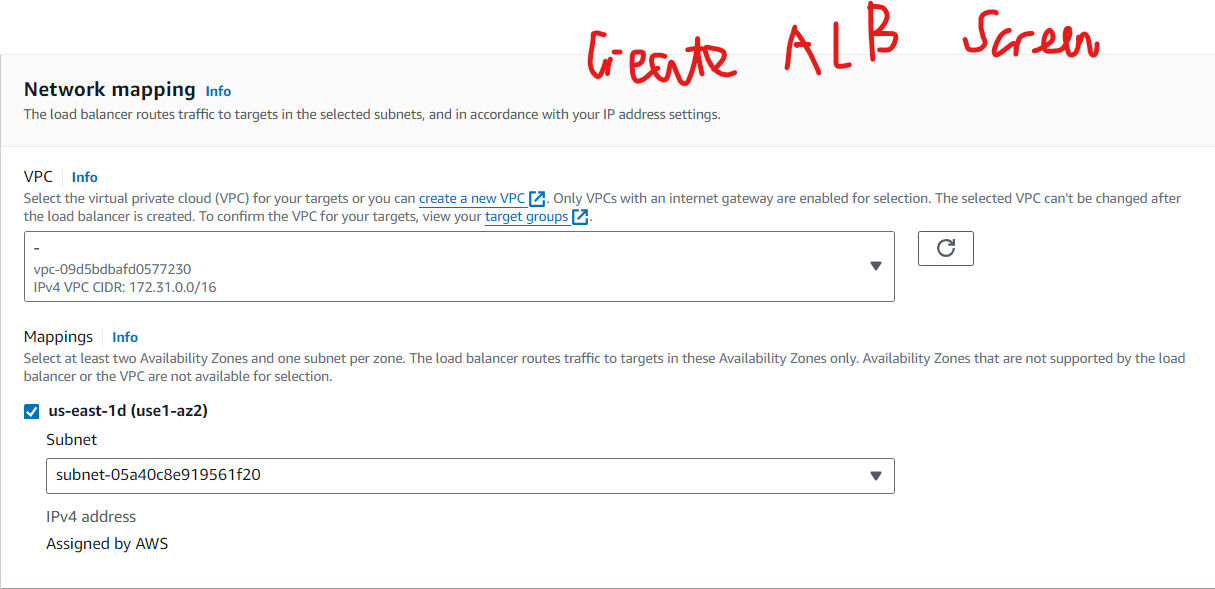 Create ALB Screen
Network mapping Info
The load balancer routes traffic to targets in the selected subnets, and in accordance with your IP address settings.
VPC Info
Select the virtual private cloud (VPC) for your targets or you can create a new VPC. Only VPCs with an internet gateway are enabled for selection. The selected VPC can't be changed after
the load balancer is created. To confirm the VPC for your targets, view your target groups.
-
vpc-09d5bdbafd0577230
IPv4 VPC CIDR: 172.31.0.0/16
Mappings Info
Select at least two Availability Zones and one subnet per zone. The load balancer routes traffic to targets in these Availability Zones only. Availability Zones that are not supported by the load
balancer or the VPC are not available for selection.
us-east-1d (use1-az2)
Subnet
subnet-05a40c8e919561f20
IPv4 address
Assigned by AWS